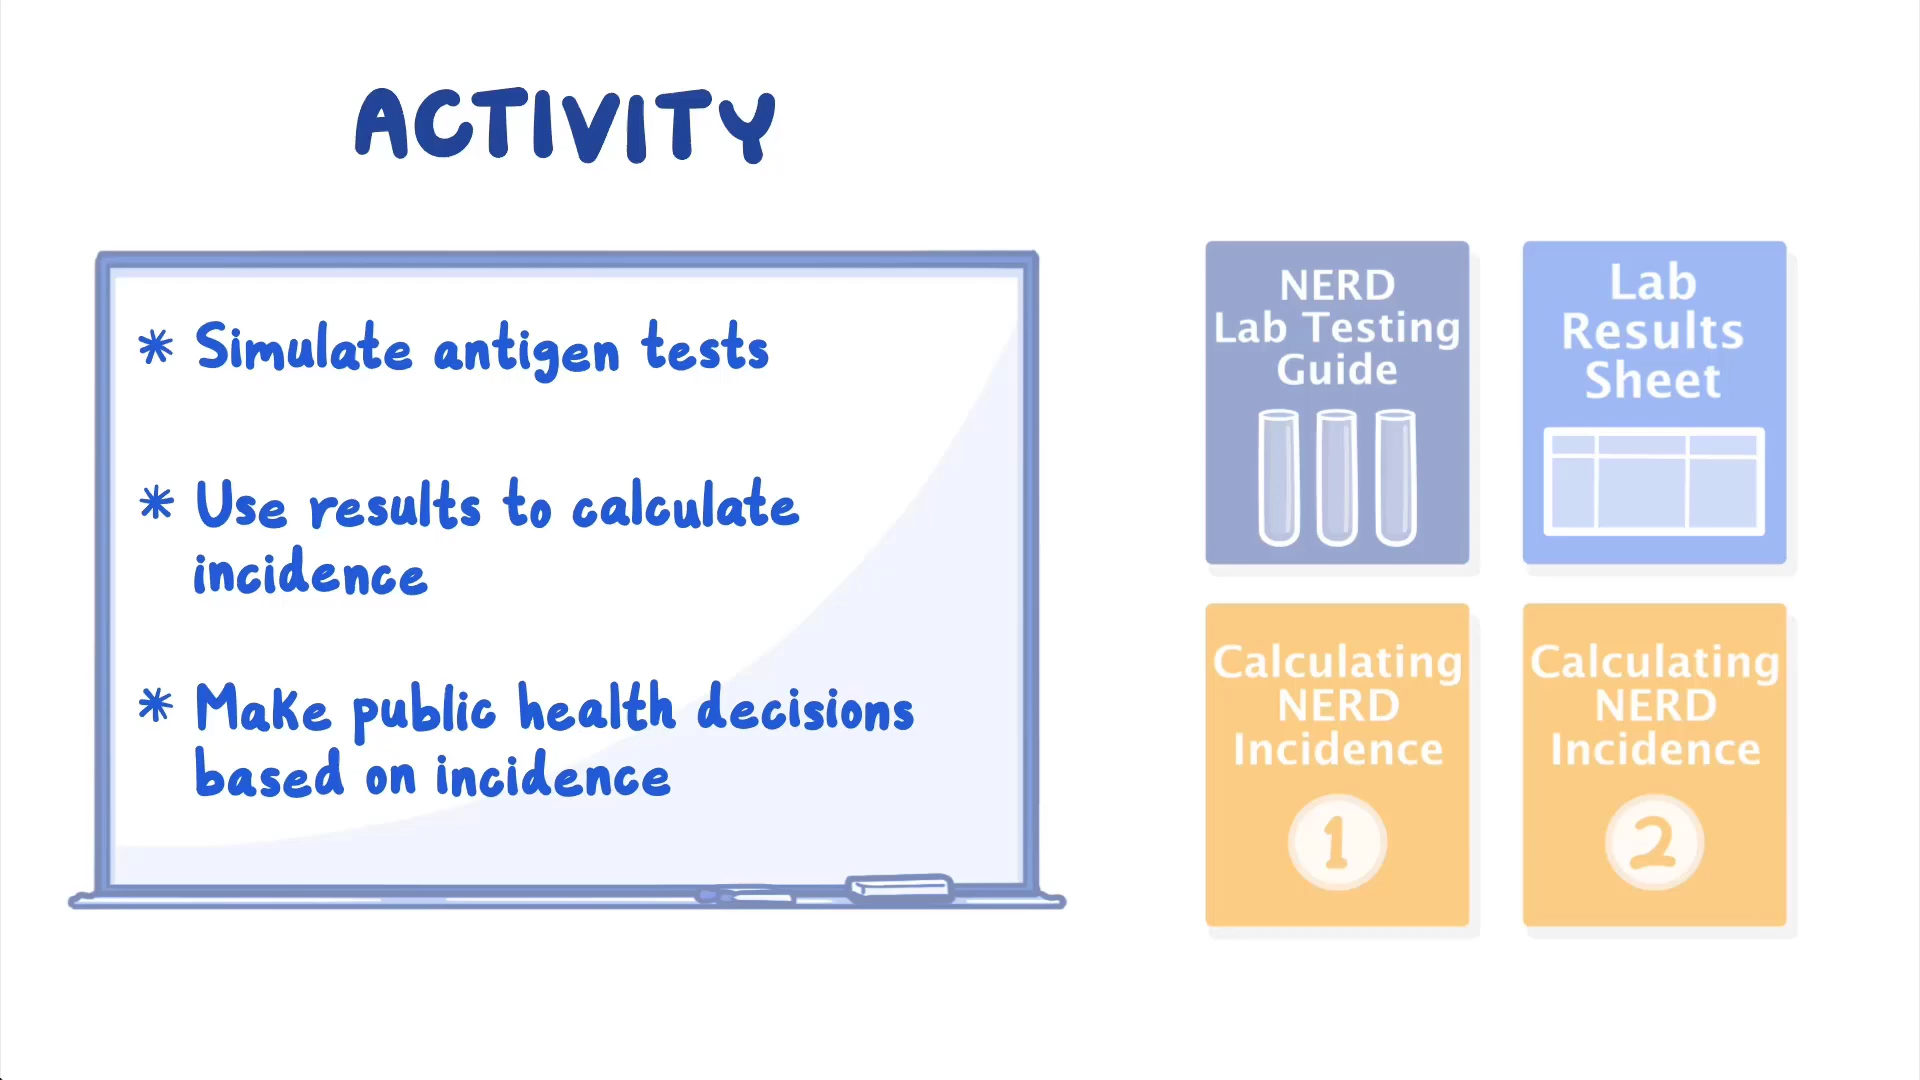 ACTIVITY
* Simulate antigen tests
* Use results to calculate
incidence
* Make public health decisions
based on incidence
NERD
Lab Testing
Guide
Lab
Results
Sheet
Calculating
NERD
Incidence
1
Calculating
NERD
Incidence
2